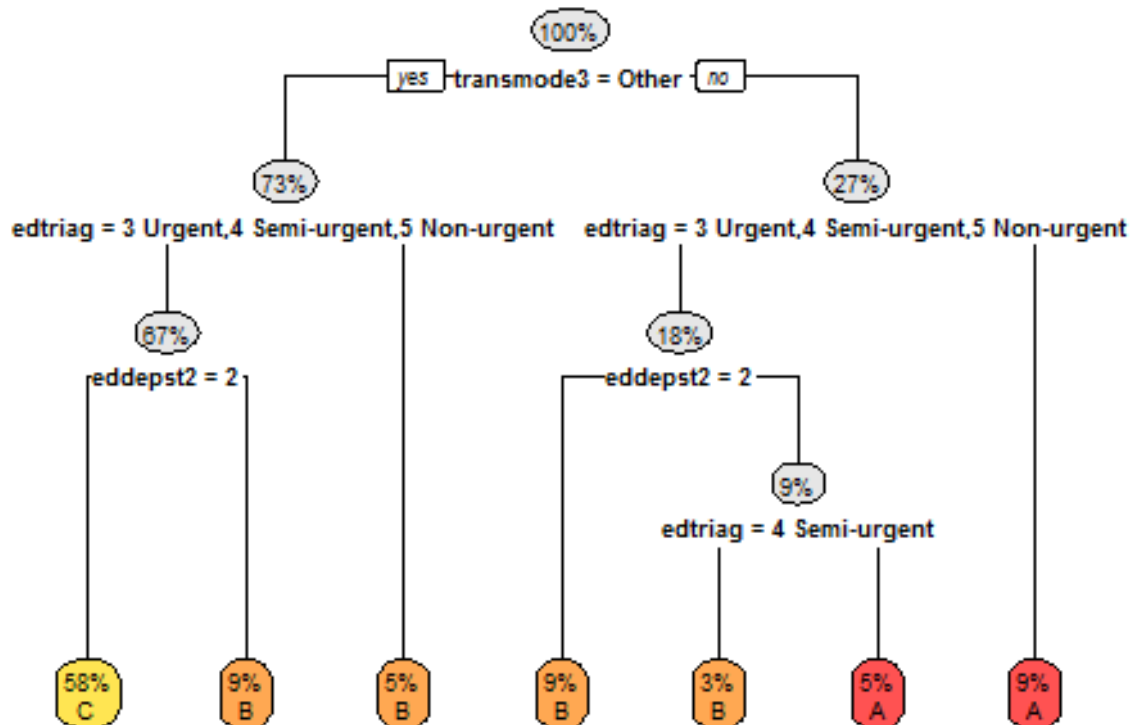 100%
yes transmode3 = Other no
73% 27%
edtriag = 3 Urgent,4 Semi-urgent,5 Non-urgent edtriag = 3 Urgent,4 Semi-urgent,5 Non-urgent
67% 18%
eddepst2 = 2 eddepst2 = 2
9%
edtriag = 4 Semi-urgent
58% 9% 5% 9% 3% 5% 9%
C B B B B A A